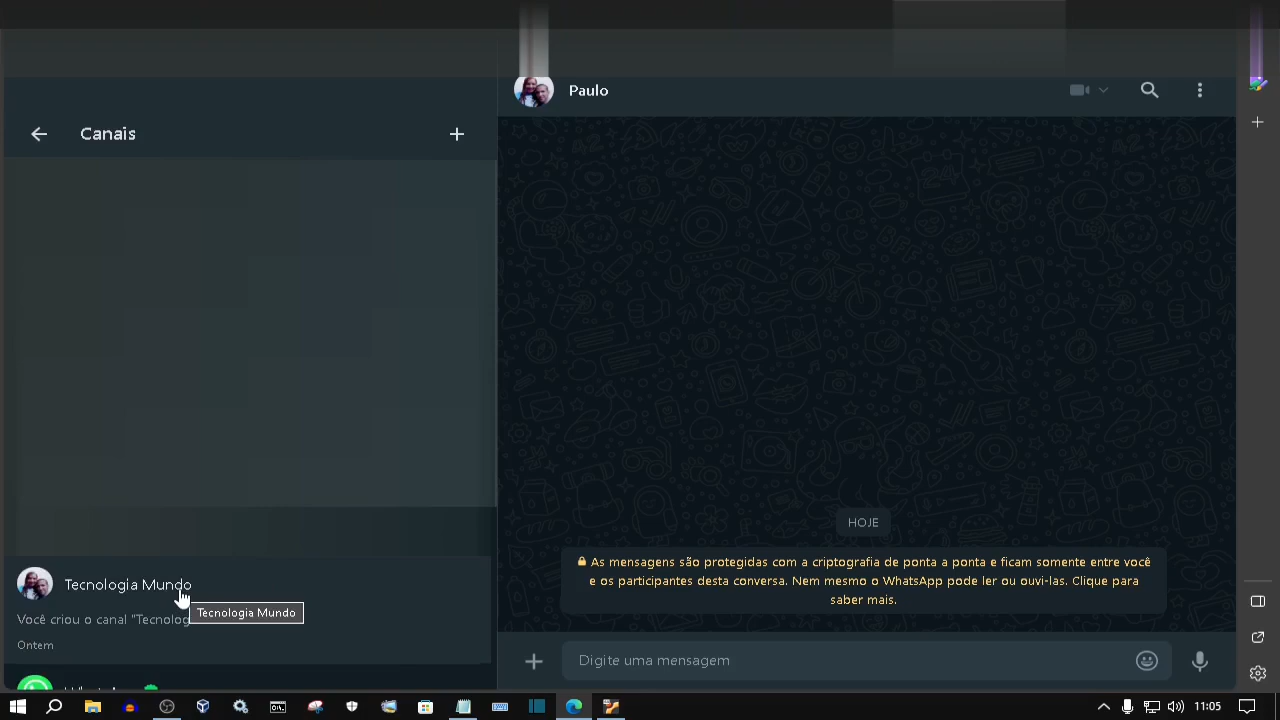 Paulo
Canais
HOJE
As mensagens são protegidas com a criptografia de ponta a ponta e ficam somente entre você
e os participantes desta conversa. Nem mesmo o WhatsApp pode ler ou ouvi-las. Clique para
saber mais.
Tecnologia Mundo
Tecnologia Mundo
Você criou o canal "Tecnolog
Ontem
Digite uma mensagem
11:05